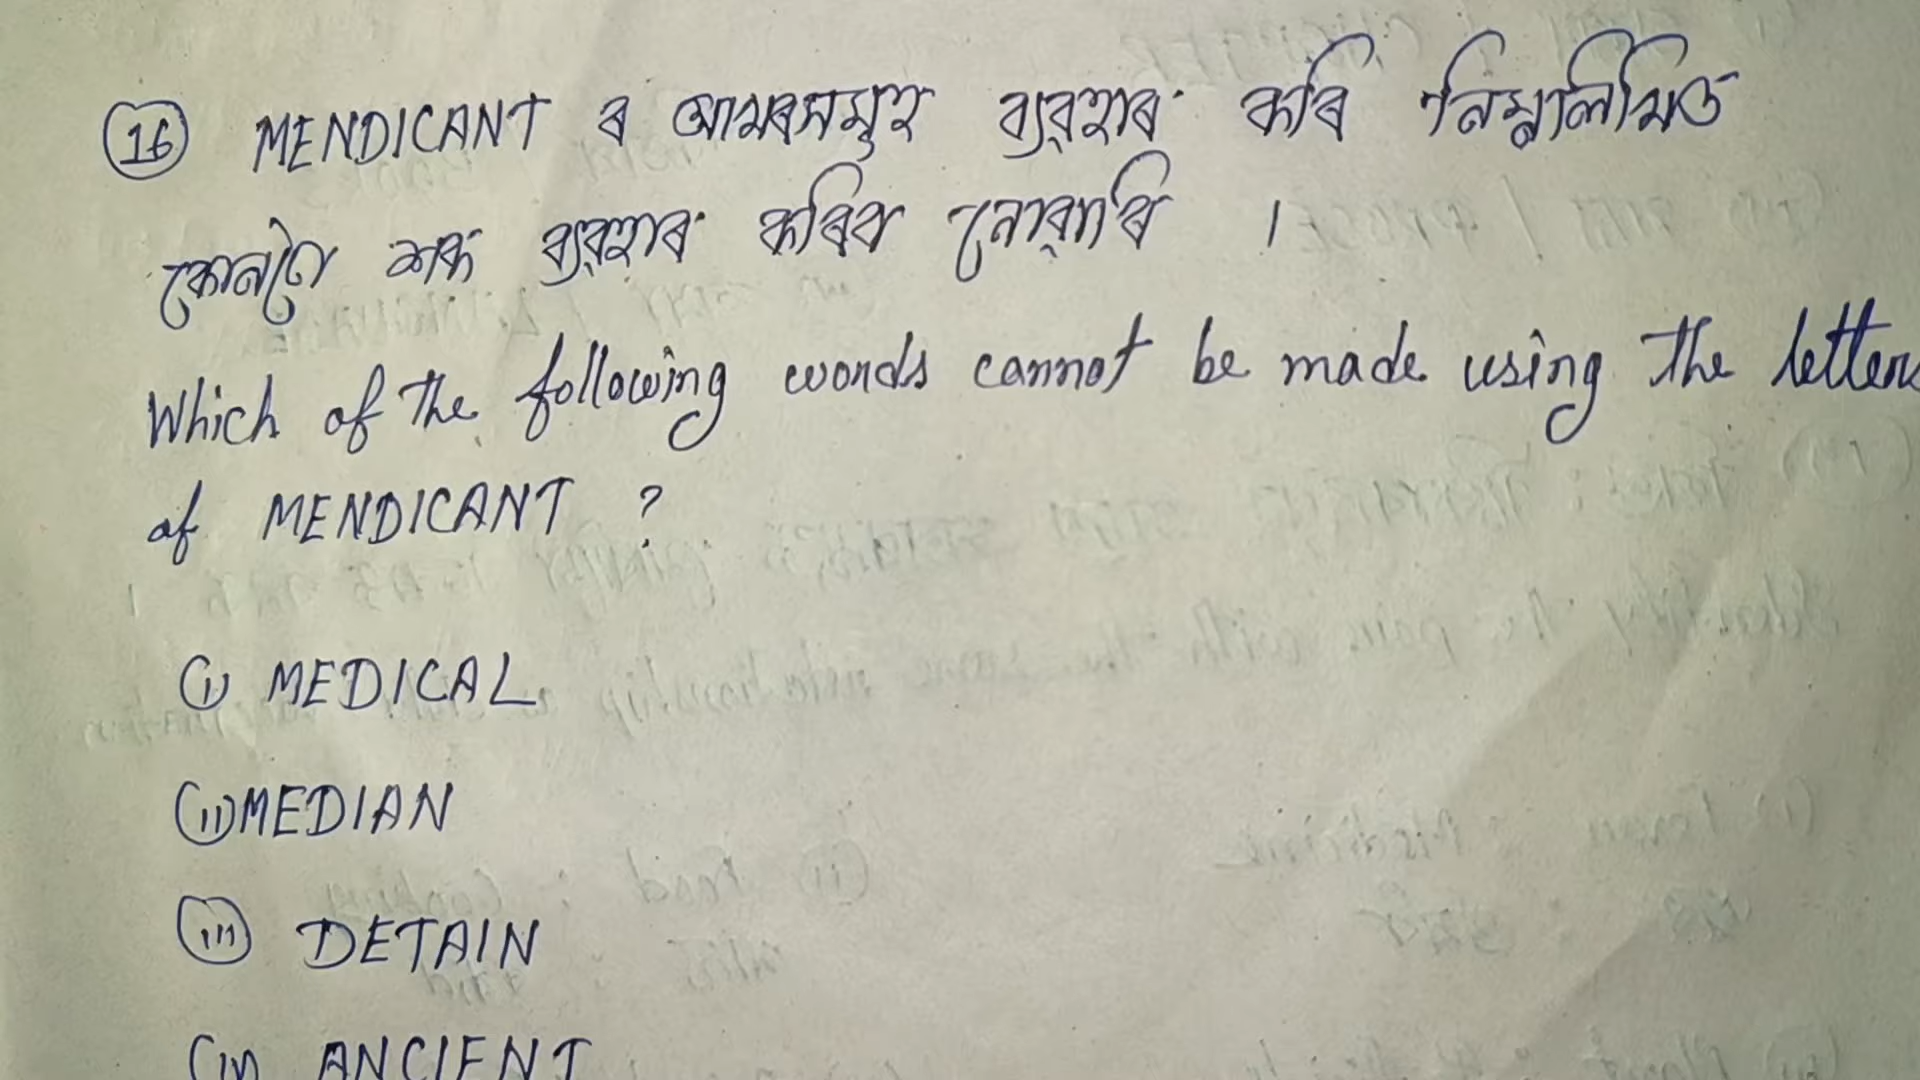 16 MENDICANT ৰ আখৰসমূহ ব্যৱহাৰ কৰি নিম্নলিখিত
কোনটো শব্দ ব্যৱহাৰ কৰিব নোৱাৰি ।
Which of the following words cannot be made using the letters
of MENDICANT ?
(i) MEDICAL
(ii) MEDIAN
(iii) DETAIN
(iv) ANCIENT